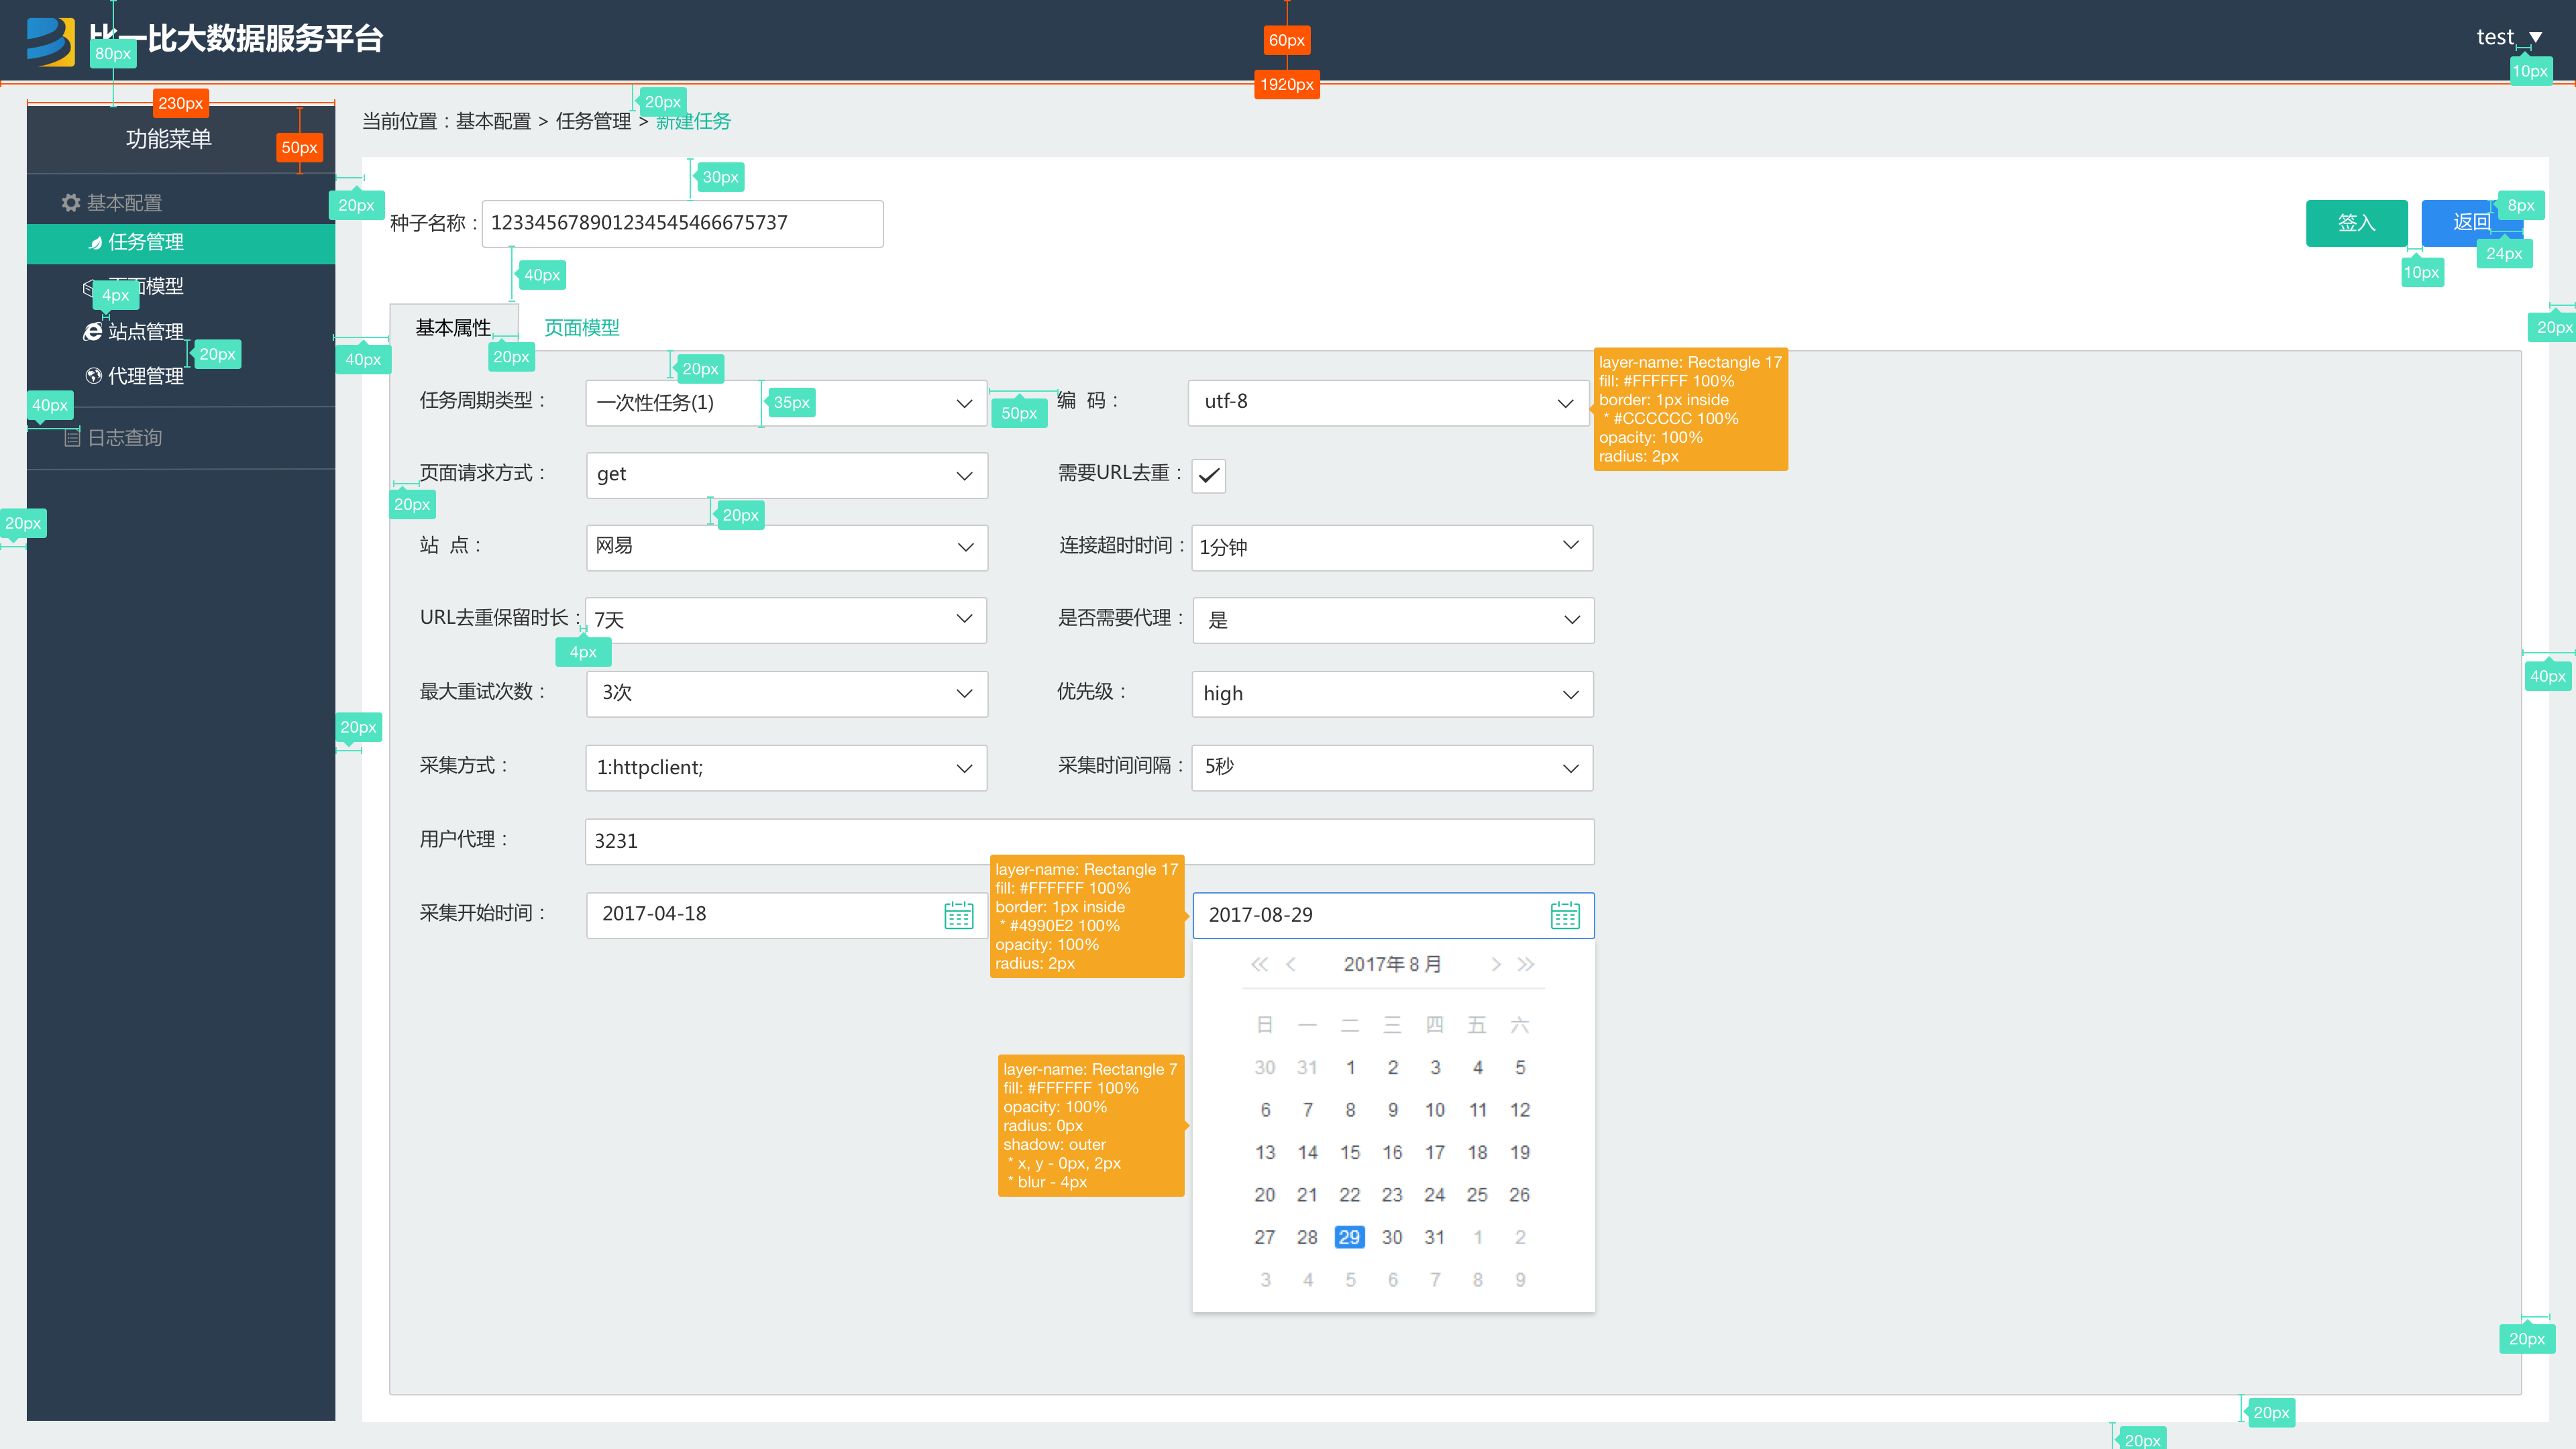 比一比大数据服务平台
80px
60px
test
10px
1920px
230px
20px
功能菜单
50px
当前位置：基本配置 > 任务管理 > 新建任务
30px
基本配置
20px
种子名称：
123345678901234545466675737
签入
返回
8px
24px
10px
任务管理
40px
页面模型
4px
站点管理
20px
代理管理
40px
基本属性
20px
页面模型
20px
40px
日志查询
20px
任务周期类型：
一次性任务(1)
35px
50px
编 码：
utf-8
layer-name: Rectangle 17
fill: #FFFFFF 100%
border: 1px inside
* #CCCCCC 100%
opacity: 100%
radius: 2px
页面请求方式：
get
需要URL去重：
20px
20px
20px
站 点：
网易
连接超时时间：
1分钟
URL去重保留时长：
7天
4px
是否需要代理：
是
40px
最大重试次数：
3次
优先级：
high
20px
采集方式：
1:httpclient;
采集时间间隔：
5秒
用户代理：
3231
采集开始时间：
2017-04-18
layer-name: Rectangle 17
fill: #FFFFFF 100%
border: 1px inside
* #4990E2 100%
opacity: 100%
radius: 2px
2017-08-29
2017年 8 月
日 一 二 三 四 五 六
30 31 1 2 3 4 5
6 7 8 9 10 11 12
13 14 15 16 17 18 19
20 21 22 23 24 25 26
27 28 29 30 31 1 2
3 4 5 6 7 8 9
layer-name: Rectangle 7
fill: #FFFFFF 100%
opacity: 100%
radius: 0px
shadow: outer
* x, y - 0px, 2px
* blur - 4px
20px
20px
20px